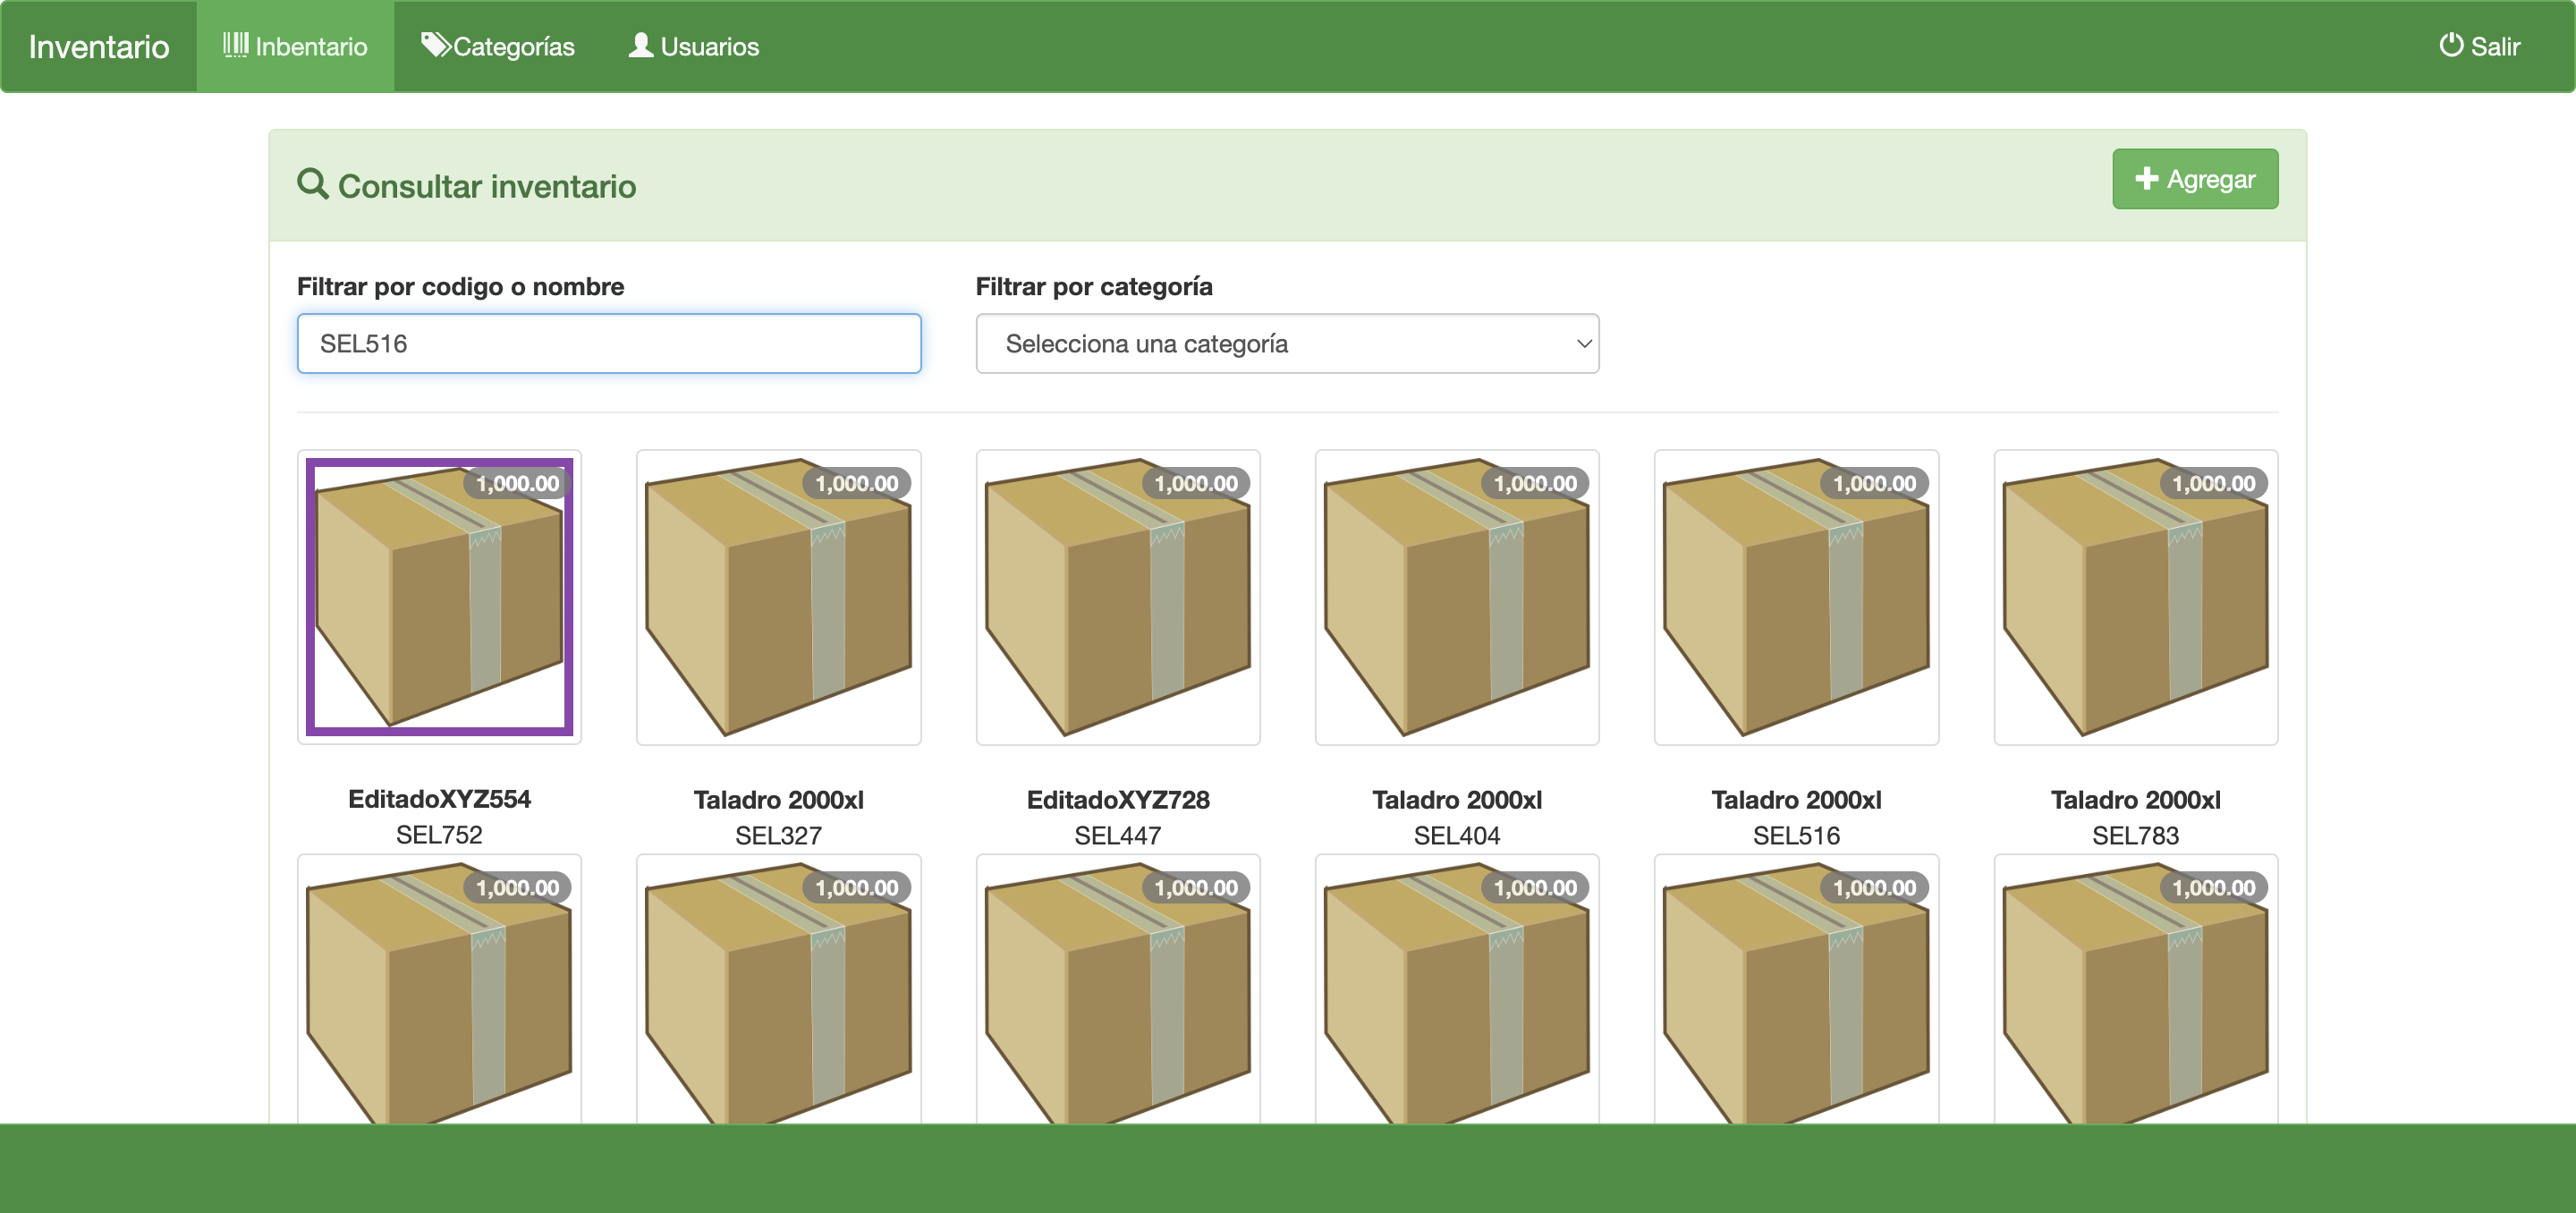 Inventario Inbentario Categorías Usuarios Salir
Consultar inventario Agregar
Filtrar por codigo o nombre Filtrar por categoría
SEL516 Selecciona una categoría
1,000.00 1,000.00 1,000.00 1,000.00 1,000.00 1,000.00
EditadoXYZ554 Taladro 2000xl EditadoXYZ728 Taladro 2000xl Taladro 2000xl Taladro 2000xl
SEL752 SEL327 SEL447 SEL404 SEL516 SEL783
1,000.00 1,000.00 1,000.00 1,000.00 1,000.00 1,000.00